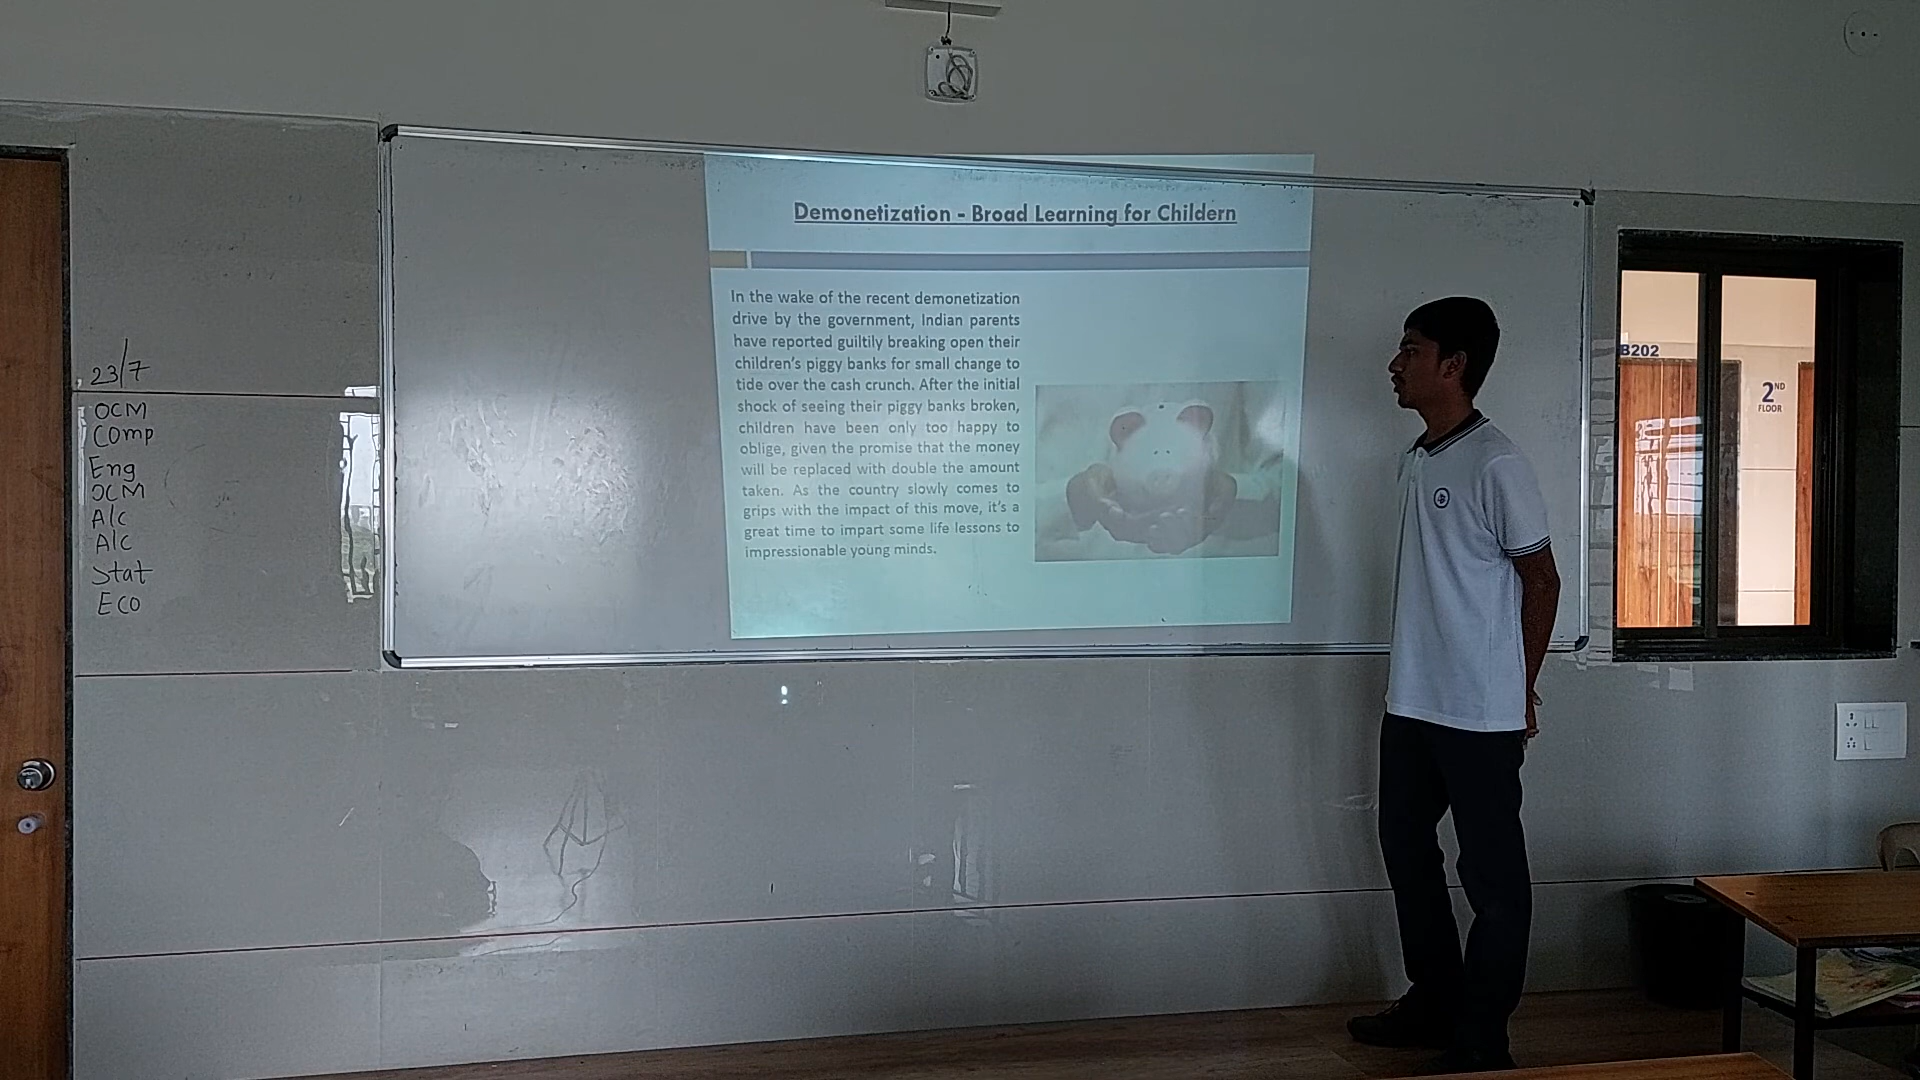 Demonetization - Broad Learning for Childern
In the wake of the recent demonetization
drive by the government, Indian parents
have reported guiltily breaking open their
children's piggy banks for small change to
tide over the cash crunch. After the initial
shock of seeing their piggy banks broken,
children have been only too happy to
oblige, given the promise that the money
will be replaced with double the amount
taken. As the country slowly comes to
grips with the impact of this move, it's a
great time to impart some life lessons to
impressionable young minds.
23/7
OCM
Comp
Eng
OCM
A/c
A/c
Stat
ECO
B202
2ND
FLOOR